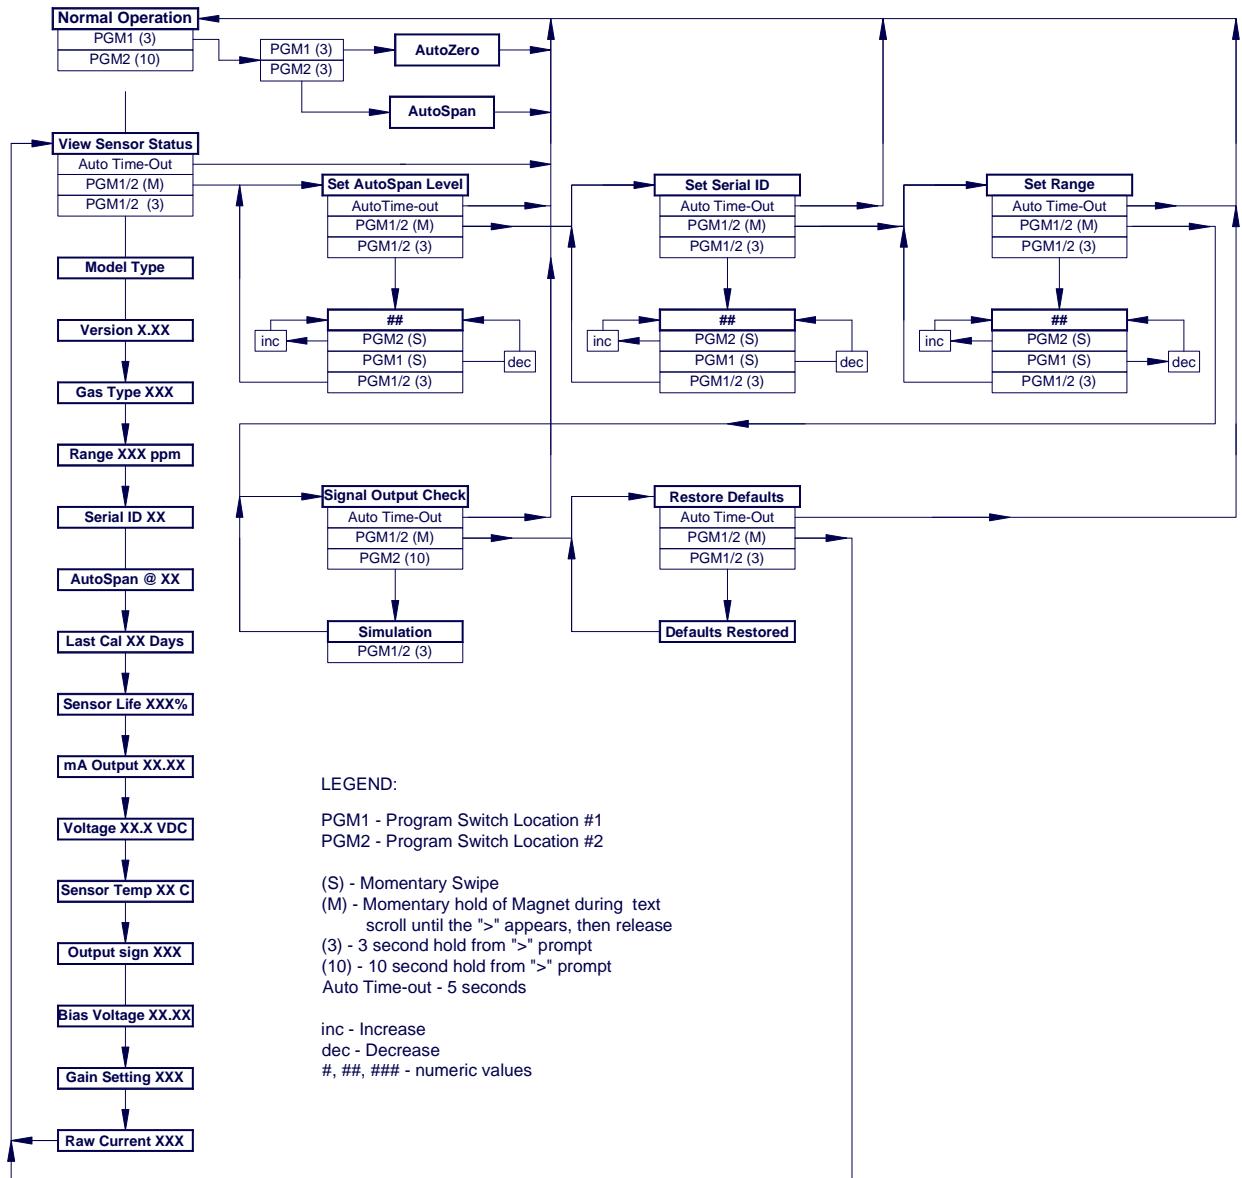 Normal Operation
PGM1 (3)
PGM2 (10)
PGM1 (3)
PGM2 (3)
AutoZero
AutoSpan
View Sensor Status
Auto Time-Out
PGM1/2 (M)
PGM1/2 (3)
Set AutoSpan Level
AutoTime-out
PGM1/2 (M)
PGM1/2 (3)
##
PGM2 (S)
PGM1 (S)
PGM1/2 (3)
inc
dec
Set Serial ID
Auto Time-Out
PGM1/2 (M)
PGM1/2 (3)
##
PGM2 (S)
PGM1 (S)
PGM1/2 (3)
inc
dec
Set Range
Auto Time-Out
PGM1/2 (M)
PGM1/2 (3)
##
PGM2 (S)
PGM1 (S)
PGM1/2 (3)
inc
dec
Model Type
Version X.XX
Gas Type XXX
Range XXX ppm
Serial ID XX
AutoSpan @ XX
Last Cal XX Days
Sensor Life XXX%
mA Output XX.XX
Voltage XX.X VDC
Sensor Temp XX C
Output sign XXX
Bias Voltage XX.XX
Gain Setting XXX
Raw Current XXX
Signal Output Check
Auto Time-Out
PGM1/2 (M)
PGM2 (10)
Simulation
PGM1/2 (3)
Restore Defaults
Auto Time-Out
PGM1/2 (M)
PGM1/2 (3)
Defaults Restored
LEGEND:
PGM1 - Program Switch Location #1
PGM2 - Program Switch Location #2
(S) - Momentary Swipe
(M) - Momentary hold of Magnet during text
scroll until the ">" appears, then release
(3) - 3 second hold from ">" prompt
(10) - 10 second hold from ">" prompt
Auto Time-out - 5 seconds
inc - Increase
dec - Decrease
#, ##, ### - numeric values